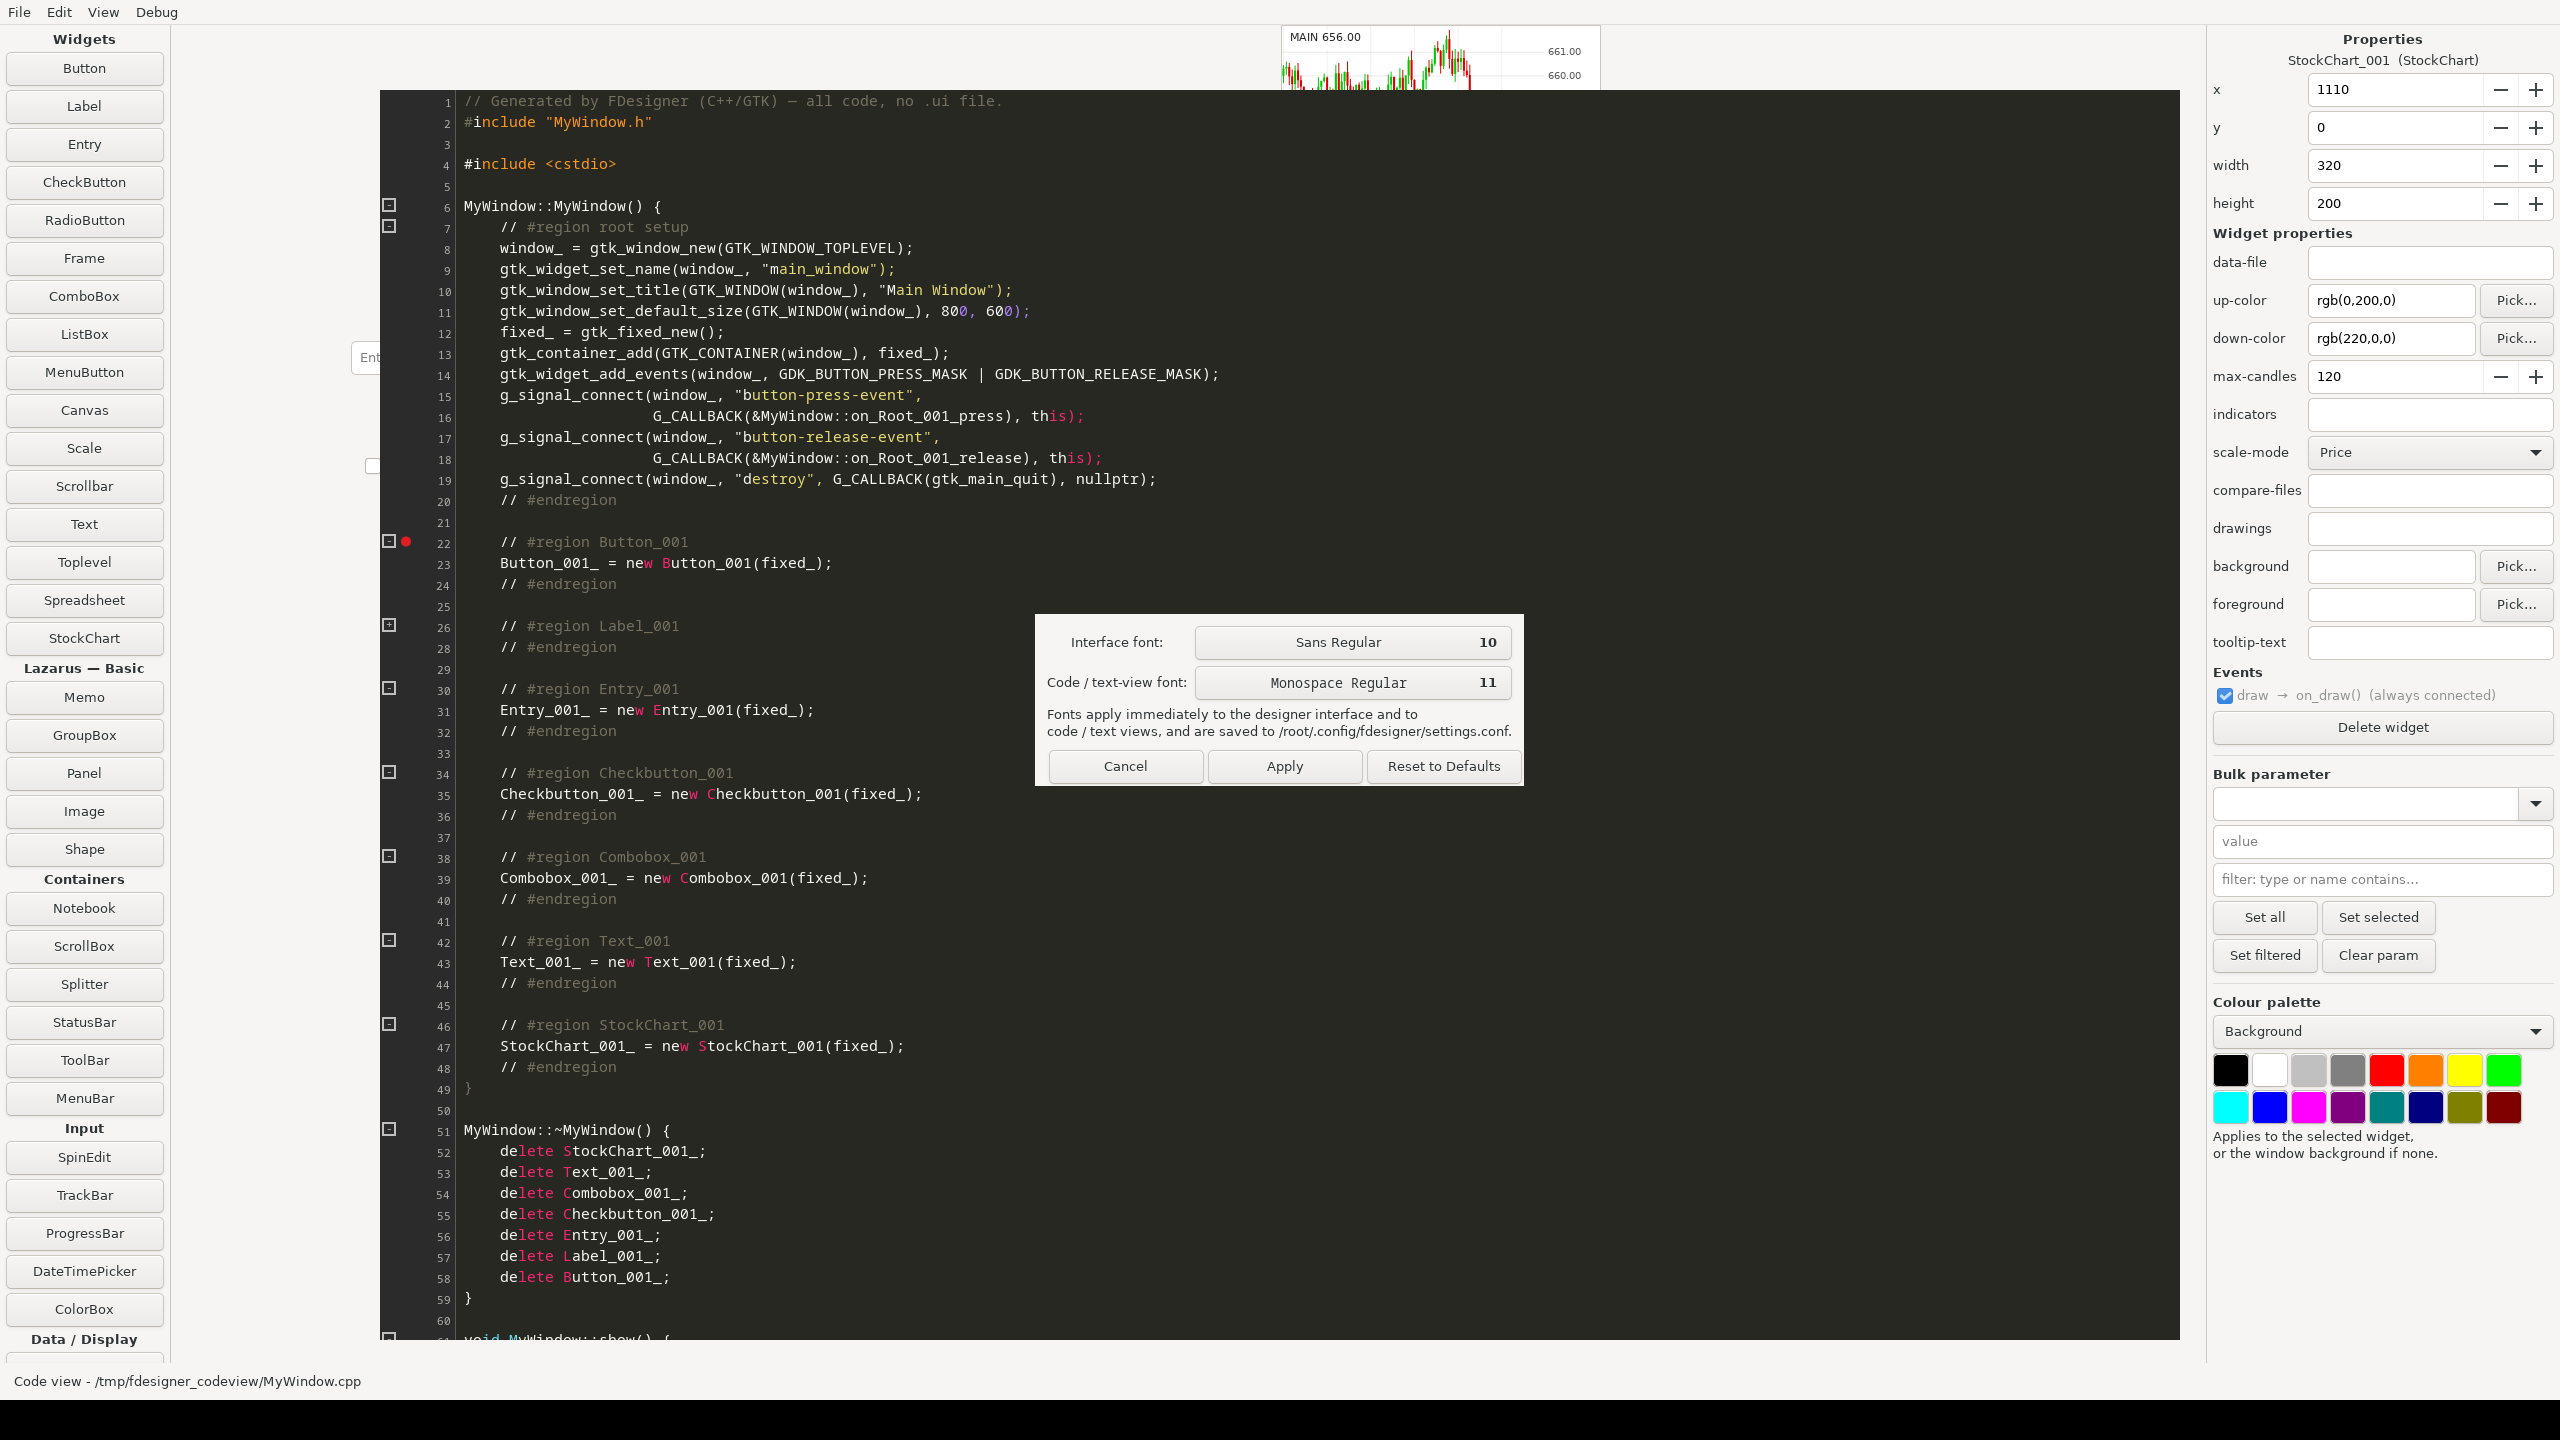 File Edit View Debug
Widgets
Button
Label
Entry
CheckButton
RadioButton
Frame
ComboBox
ListBox
MenuButton
Canvas
Scale
Scrollbar
Text
Toplevel
Spreadsheet
StockChart
Lazarus — Basic
Memo
GroupBox
Panel
Image
Shape
Containers
Notebook
ScrollBox
Splitter
StatusBar
ToolBar
MenuBar
Input
SpinEdit
TrackBar
ProgressBar
DateTimePicker
ColorBox
Data / Display
Ent
MAIN 656.00
661.00
660.00
1 // Generated by FDesigner (C++/GTK) — all code, no .ui file.
2 #include "MyWindow.h"
3
4 #include <cstdio>
5
6 MyWindow::MyWindow() {
7 // #region root setup
8 window_ = gtk_window_new(GTK_WINDOW_TOPLEVEL);
9 gtk_widget_set_name(window_, "main_window");
10 gtk_window_set_title(GTK_WINDOW(window_), "Main Window");
11 gtk_window_set_default_size(GTK_WINDOW(window_), 800, 600);
12 fixed_ = gtk_fixed_new();
13 gtk_container_add(GTK_CONTAINER(window_), fixed_);
14 gtk_widget_add_events(window_, GDK_BUTTON_PRESS_MASK | GDK_BUTTON_RELEASE_MASK);
15 g_signal_connect(window_, "button-press-event",
16 G_CALLBACK(&MyWindow::on_Root_001_press), this);
17 g_signal_connect(window_, "button-release-event",
18 G_CALLBACK(&MyWindow::on_Root_001_release), this);
19 g_signal_connect(window_, "destroy", G_CALLBACK(gtk_main_quit), nullptr);
20 // #endregion
21
22 // #region Button_001
23 Button_001_ = new Button_001(fixed_);
24 // #endregion
25
26 // #region Label_001
28 // #endregion
29
30 // #region Entry_001
31 Entry_001_ = new Entry_001(fixed_);
32 // #endregion
33
34 // #region Checkbutton_001
35 Checkbutton_001_ = new Checkbutton_001(fixed_);
36 // #endregion
37
38 // #region Combobox_001
39 Combobox_001_ = new Combobox_001(fixed_);
40 // #endregion
41
42 // #region Text_001
43 Text_001_ = new Text_001(fixed_);
44 // #endregion
45
46 // #region StockChart_001
47 StockChart_001_ = new StockChart_001(fixed_);
48 // #endregion
49 }
50
51 MyWindow::~MyWindow() {
52 delete StockChart_001_;
53 delete Text_001_;
54 delete Combobox_001_;
55 delete Checkbutton_001_;
56 delete Entry_001_;
57 delete Label_001_;
58 delete Button_001_;
59 }
60
61 void MyWindow::show() {
Interface font: Sans Regular 10
Code / text-view font: Monospace Regular 11
Fonts apply immediately to the designer interface and to
code / text views, and are saved to /root/.config/fdesigner/settings.conf.
Cancel Apply Reset to Defaults
Properties
StockChart_001 (StockChart)
x 1110
y 0
width 320
height 200
Widget properties
data-file
up-color rgb(0,200,0) Pick...
down-color rgb(220,0,0) Pick...
max-candles 120
indicators
scale-mode Price
compare-files
drawings
background Pick...
foreground Pick...
tooltip-text
Events
draw → on_draw() (always connected)
Delete widget
Bulk parameter
value
filter: type or name contains...
Set all Set selected
Set filtered Clear param
Colour palette
Background
Applies to the selected widget,
or the window background if none.
Code view - /tmp/fdesigner_codeview/MyWindow.cpp